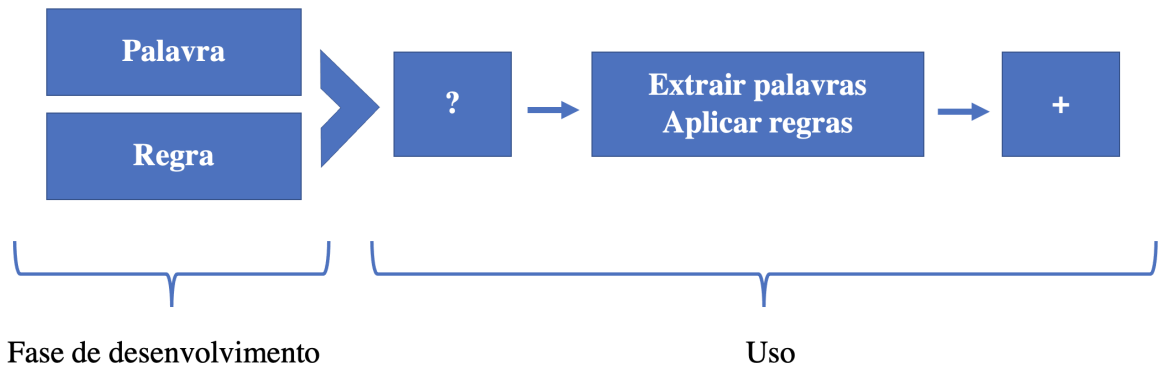 Palavra
Regra
?
Extrair palavras
Aplicar regras
+
Fase de desenvolvimento
Uso